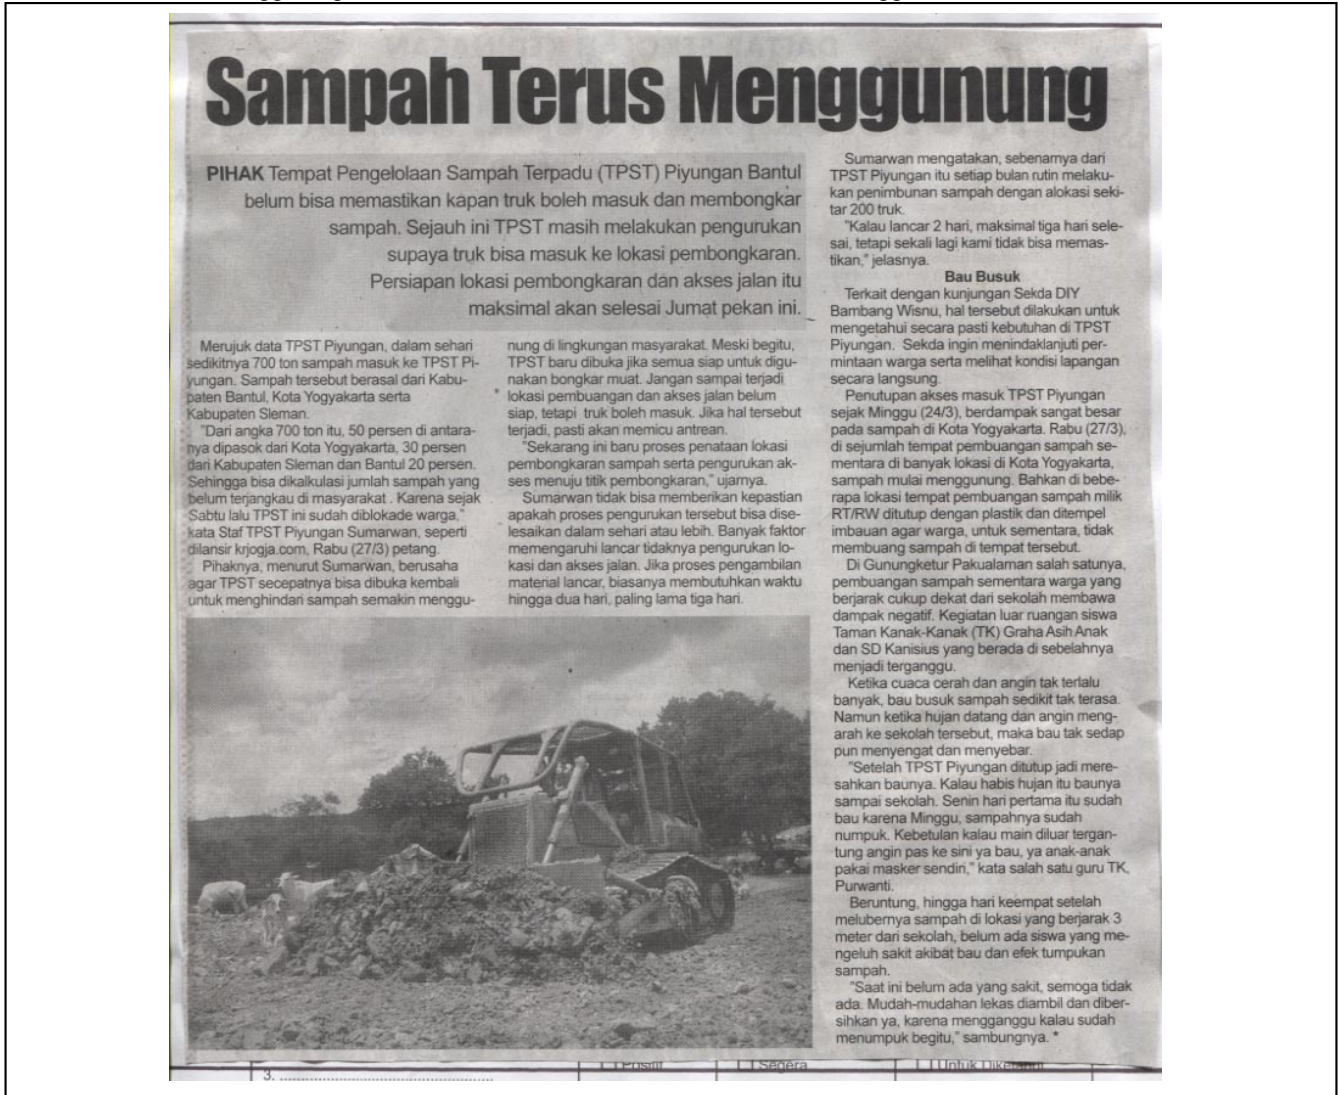 Sampah Terus Menggunung
PIHAK Tempat Pengelolaan Sampah Terpadu (TPST) Piyungan Bantul
belum bisa memastikan kapan truk boleh masuk dan membongkar
sampah. Sejauh ini TPST masih melakukan pengurukan
supaya truk bisa masuk ke lokasi pembongkaran.
Persiapan lokasi pembongkaran dan akses jalan itu
maksimal akan selesai Jumat pekan ini.
Merujuk data TPST Piyungan, dalam sehari
sedikitnya 700 ton sampah masuk ke TPST Pi-
yungan. Sampah tersebut berasal dari Kabu-
paten Bantul, Kota Yogyakarta serta
Kabupaten Sleman.
"Dari angka 700 ton itu, 50 persen di antara-
nya dipasok dari Kota Yogyakarta, 30 persen
dari Kabupaten Sleman dan Bantul 20 persen.
Sehingga bisa dikalkulasi jumlah sampah yang
belum terjangkau di masyarakat . Karena sejak
Sabtu lalu TPST ini sudah diblokade warga,"
kata Staf TPST Piyungan Sumarwan, seperti
dilansir krjogja.com, Rabu (27/3) petang.
Pihaknya, menurut Sumarwan, berusaha
agar TPST secepatnya bisa dibuka kembali
untuk menghindari sampah semakin menggu-
nung di lingkungan masyarakat. Meski begitu,
TPST baru dibuka jika semua siap untuk digu-
nakan bongkar muat. Jangan sampai terjadi
lokasi pembuangan dan akses jalan belum
siap, tetapi truk boleh masuk. Jika hal tersebut
terjadi, pasti akan memicu antrean.
"Sekarang ini baru proses penataan lokasi
pembongkaran sampah serta pengurukan ak-
ses menuju titik pembongkaran," ujarnya.
Sumarwan tidak bisa memberikan kepastian
apakah proses pengurukan tersebut bisa dise-
lesaikan dalam sehari atau lebih. Banyak faktor
memengaruhi lancar tidaknya pengurukan lo-
kasi dan akses jalan. Jika proses pengambilan
material lancar, biasanya membutuhkan waktu
hingga dua hari, paling lama tiga hari.
Sumarwan mengatakan, sebenarnya dari
TPST Piyungan itu setiap bulan rutin melaku-
kan penimbunan sampah dengan alokasi seki-
tar 200 truk.
"Kalau lancar 2 hari, maksimal tiga hari sele-
sai, tetapi sekali lagi kami tidak bisa memas-
tikan," jelasnya.
Bau Busuk
Terkait dengan kunjungan Sekda DIY
Bambang Wisnu, hal tersebut dilakukan untuk
mengetahui secara pasti kebutuhan di TPST
Piyungan. Sekda ingin menindaklanjuti per-
mintaan warga serta melihat kondisi lapangan
secara langsung.
Penutupan akses masuk TPST Piyungan
sejak Minggu (24/3), berdampak sangat besar
pada sampah di Kota Yogyakarta. Rabu (27/3),
di sejumlah tempat pembuangan sampah se-
mentara di banyak lokasi di Kota Yogyakarta,
sampah mulai menggunung. Bahkan di bebe-
rapa lokasi tempat pembuangan sampah milik
RT/RW ditutup dengan plastik dan ditempel
imbauan agar warga, untuk sementara, tidak
membuang sampah di tempat tersebut.
Di Gunungketur Pakualaman salah satunya,
pembuangan sampah sementara warga yang
berjarak cukup dekat dari sekolah membawa
dampak negatif. Kegiatan luar ruangan siswa
Taman Kanak-Kanak (TK) Graha Asih Anak
dan SD Kanisius yang berada di sebelahnya
menjadi terganggu.
Ketika cuaca cerah dan angin tak terlalu
banyak, bau busuk sampah sedikit tak terasa.
Namun ketika hujan datang dan angin meng-
arah ke sekolah tersebut, maka bau tak sedap
pun menyengat dan menyebar.
"Setelah TPST Piyungan ditutup jadi mere-
sahkan baunya. Kalau habis hujan itu baunya
sampai sekolah. Senin hari pertama itu sudah
bau karena Minggu, sampahnya sudah
numpuk. Kebetulan kalau main diluar tergan-
tung angin pas ke sini ya bau, ya anak-anak
pakai masker sendiri," kata salah satu guru TK,
Purwanti.
Beruntung, hingga hari keempat setelah
melubernya sampah di lokasi yang berjarak 3
meter dari sekolah, belum ada siswa yang me-
ngeluh sakit akibat bau dan efek tumpukan
sampah.
"Saat ini belum ada yang sakit, semoga tidak
ada. Mudah-mudahan lekas diambil dan diber-
sihkan ya, karena mengganggu kalau sudah
menumpuk begitu," sambungnya. *
3. ............................................
Positif
Segera
Untuk Diketahui